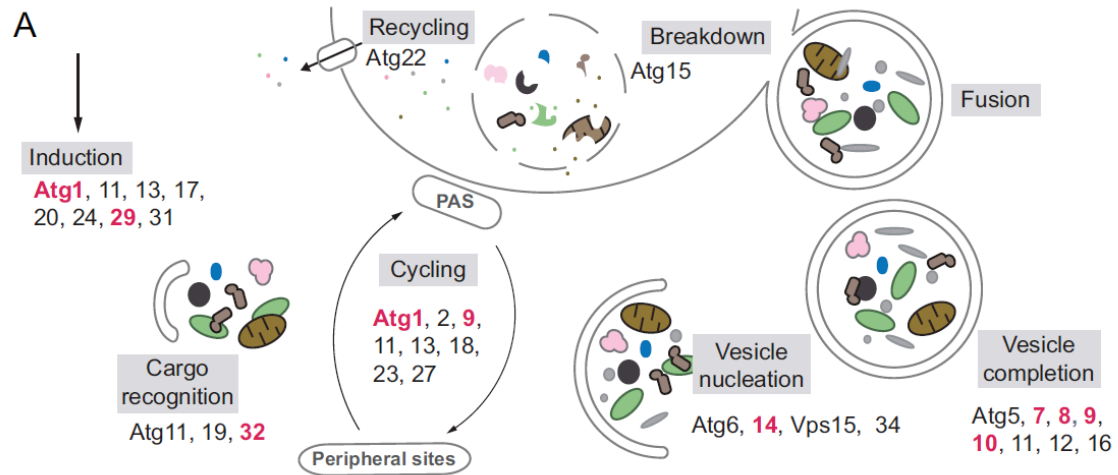 A
Recycling
Atg22
Breakdown
Atg15
Fusion
Induction
Atg1, 11, 13, 17,
20, 24, 29, 31
PAS
Cycling
Atg1, 2, 9,
11, 13, 18,
23, 27
Cargo
recognition
Atg11, 19, 32
Peripheral sites
Vesicle
nucleation
Atg6, 14, Vps15, 34
Vesicle
completion
Atg5, 7, 8, 9,
10, 11, 12, 16